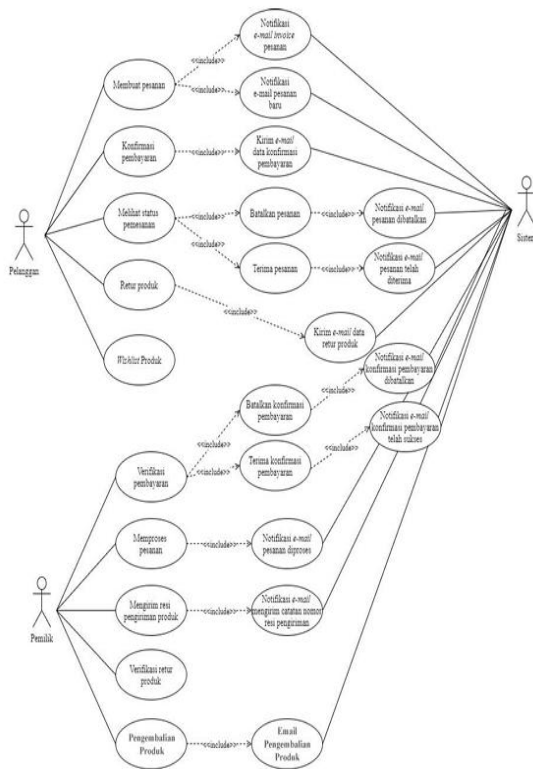 Notifikasi
e-mail invoice
pesanan
<<include>>
Membuat pesanan
<<include>>
Notifikasi
e-mail pesanan
baru
Konfirmasi
pembayaran
<<include>>
Kirim e-mail
data konfirmasi
pembayaran
Melihat status
pemesanan
<<include>>
Batalkan pesanan
<<include>>
Notifikasi e-mail
pesanan dibatalkan
Sistem
Pelanggan
<<include>>
Terima pesanan
<<include>>
Notifikasi e-mail
pesanan telah
diterima
Retur produk
<<include>>
Kirim e-mail data
retur produk
Wishlist Produk
Notifikasi e-mail
konfirmasi pembayaran
dibatalkan
<<include>>
Batalkan konfirmasi
pembayaran
Notifikasi e-mail
konfirmasi pembayaran
telah sukses
<<include>>
Verifikasi
pembayaran
<<include>>
Terima konfirmasi
pembayaran
<<include>>
Memproses
pesanan
<<include>>
Notifikasi e-mail
pesanan diproses
Pemilik
Mengirim resi
pengiriman produk
<<include>>
Notifikasi e-mail
mengirim catatan nomor
resi pengiriman
Verifikasi retur
produk
Pengembalian
Produk
<<include>>
Email
Pengembalian
Produk